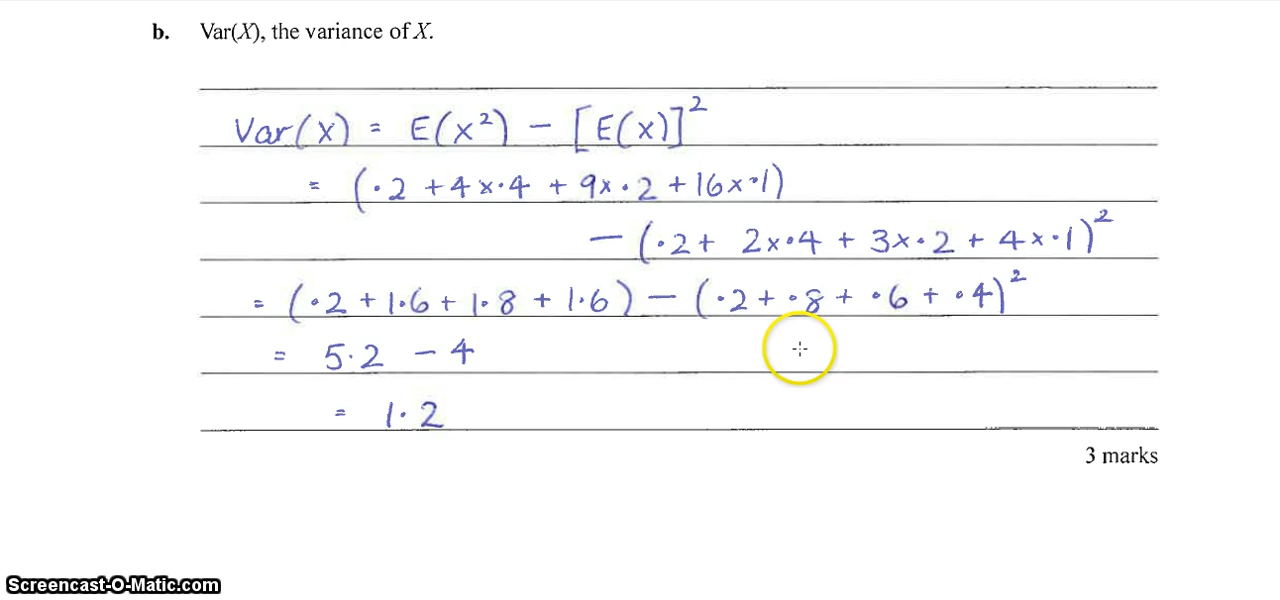 b. Var(X), the variance of X.
Var(x) = E(x²) - [E(x)]²
= (·2 + 4x·4 + 9x·2 + 16x·1)
- (·2 + 2x·4 + 3x·2 + 4x·1)²
= (·2 + 1·6 + 1·8 + 1·6) - (·2 + ·8 + ·6 + ·4)²
= 5·2 - 4
= 1·2
3 marks
Screencast-O-Matic.com